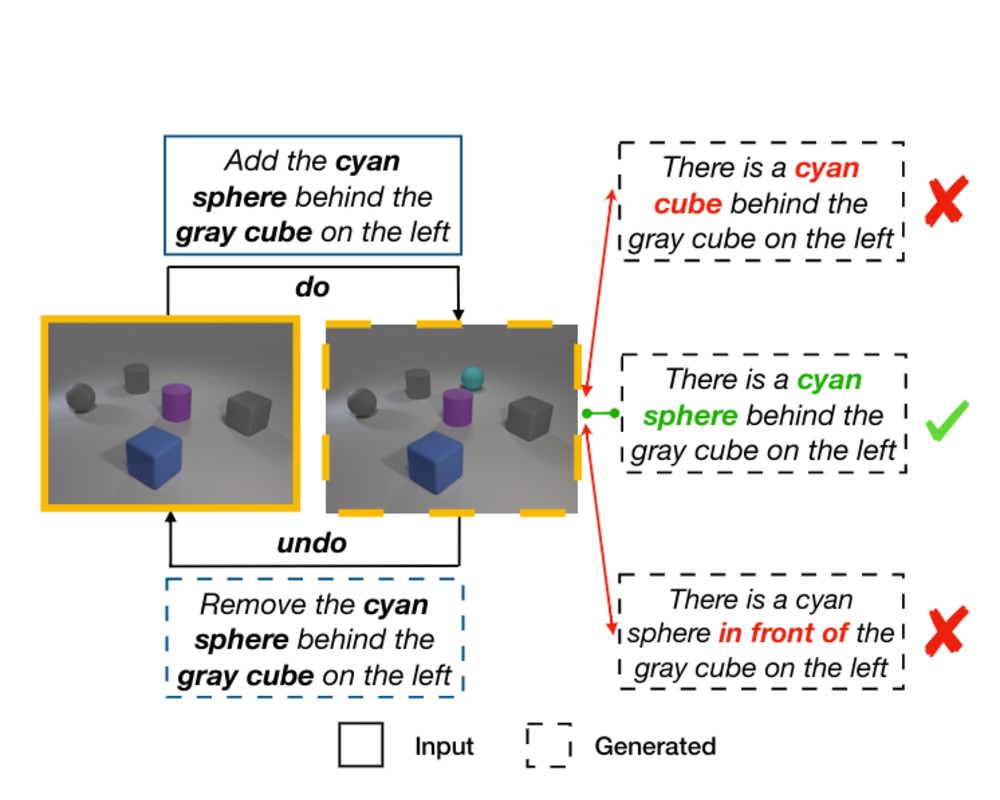 Add the cyan
sphere behind the
gray cube on the left
do
undo
Remove the cyan
sphere behind the
gray cube on the left
There is a cyan
cube behind the
gray cube on the left
There is a cyan
sphere behind the
gray cube on the left
There is a cyan
sphere in front of the
gray cube on the left
Input
Generated